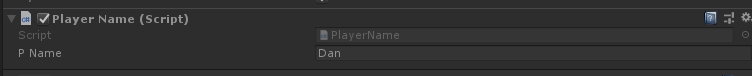 Player Name (Script)
Script PlayerName
P Name Dan